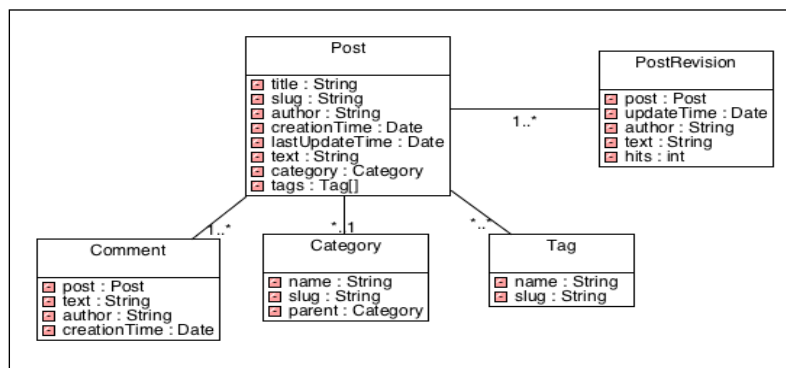 Post
title : String
slug : String
author : String
creationTime : Date
lastUpdateTime : Date
text : String
category : Category
tags : Tag[]
PostRevision
post : Post
updateTime : Date
author : String
text : String
hits : int
1..*
1..*
*..1
*..*
Comment
post : Post
text : String
author : String
creationTime : Date
Category
name : String
slug : String
parent : Category
Tag
name : String
slug : String